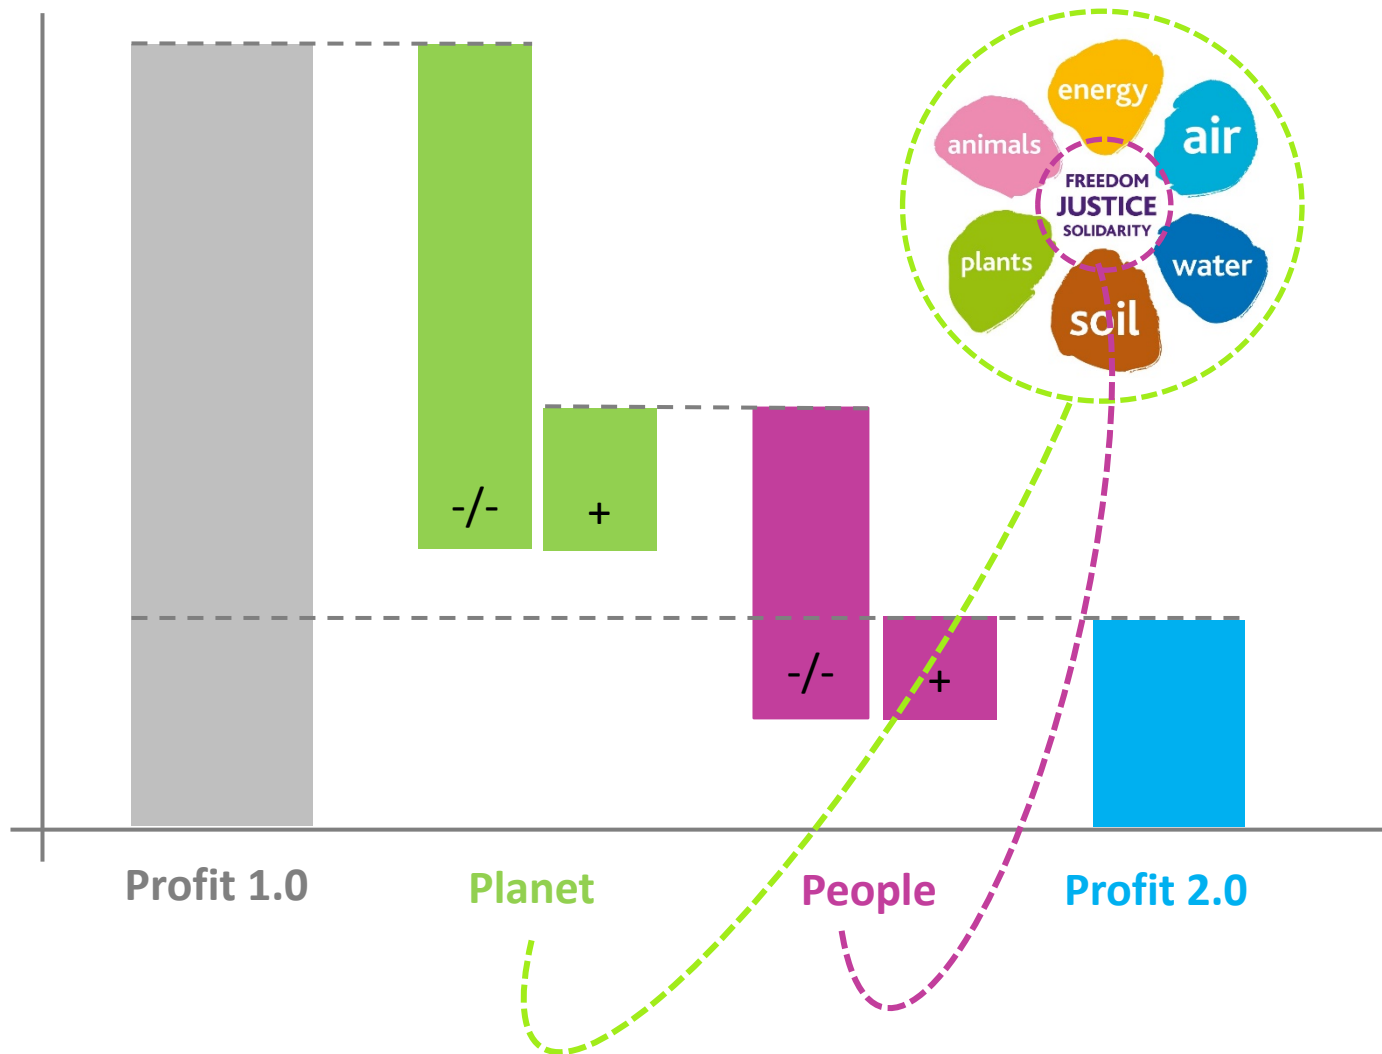 energy
animals
air
FREEDOM
JUSTICE
SOLIDARITY
plants
water
soil
-/-
+
-/-
+
Profit 1.0
Planet
People
Profit 2.0